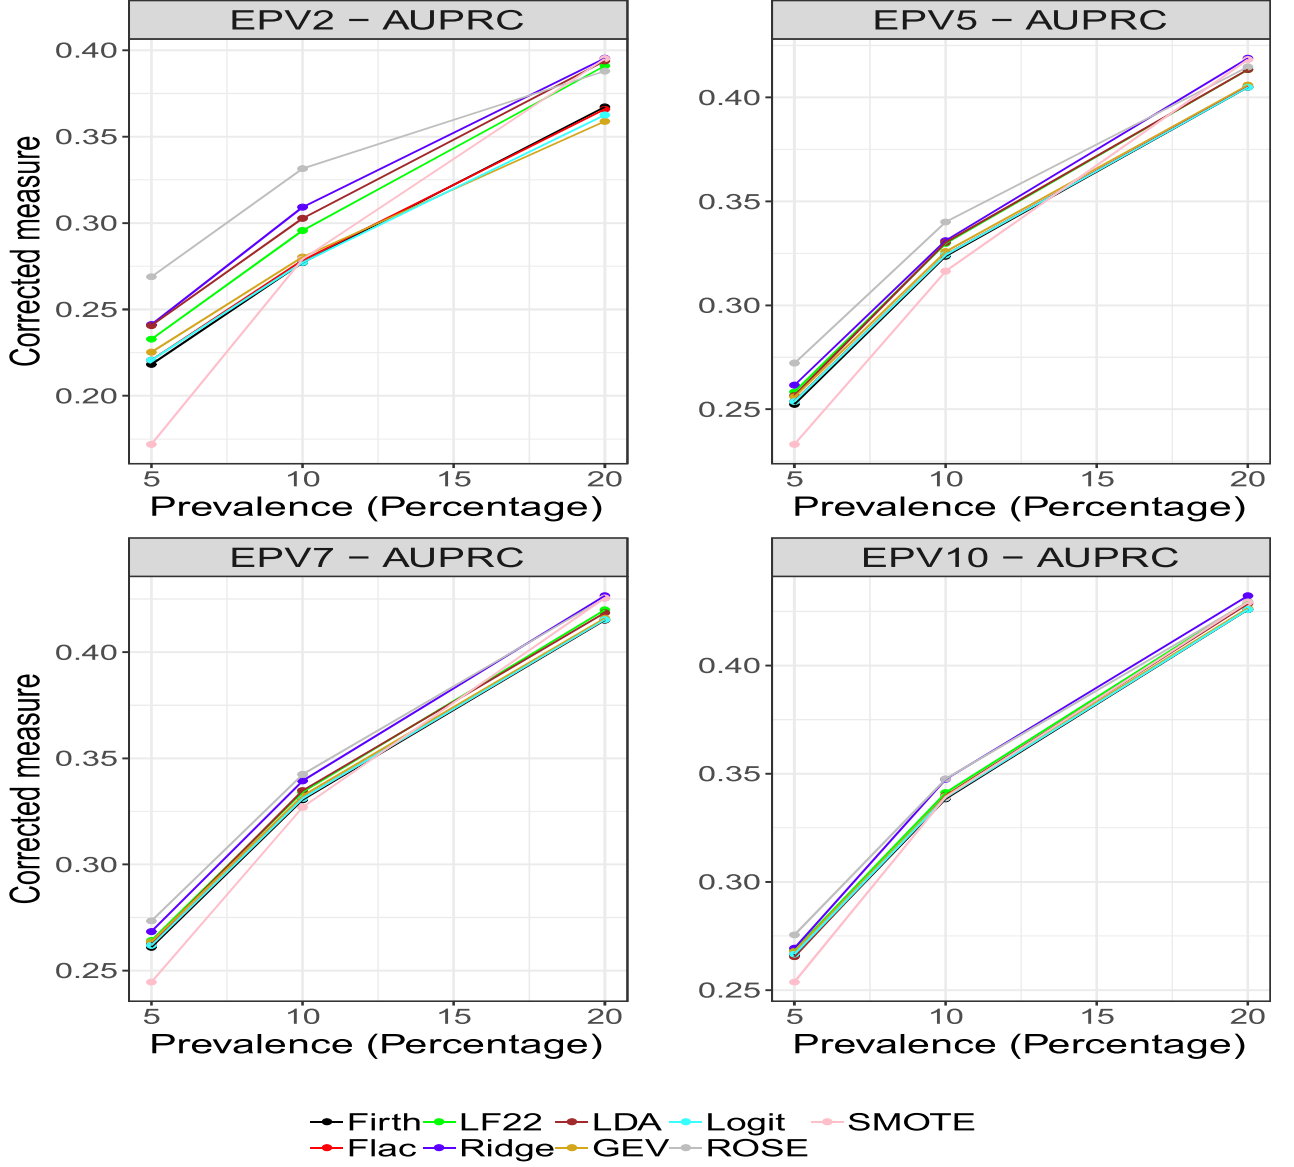 EPV2 − AUPRC
EPV5 − AUPRC
Corrected measure
0.40
0.35
0.30
0.25
0.20
0.40
0.35
0.30
0.25
5 10 15 20
5 10 15 20
Prevalence (Percentage)
Prevalence (Percentage)
EPV7 − AUPRC
EPV10 − AUPRC
Corrected measure
0.40
0.35
0.30
0.25
0.40
0.35
0.30
0.25
5 10 15 20
5 10 15 20
Prevalence (Percentage)
Prevalence (Percentage)
Firth LF22 LDA Logit SMOTE
Flac Ridge GEV ROSE